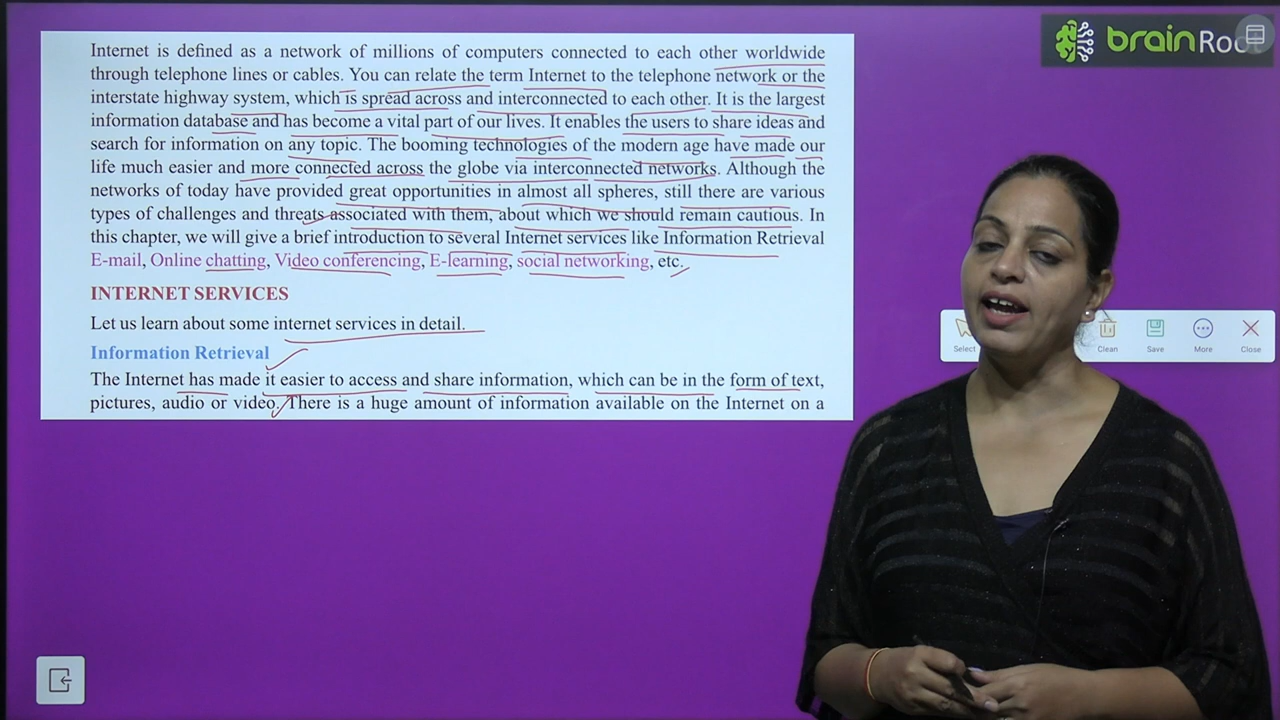 brainRoot
Internet is defined as a network of millions of computers connected to each other worldwide
through telephone lines or cables. You can relate the term Internet to the telephone network or the
interstate highway system, which is spread across and interconnected to each other. It is the largest
information database and has become a vital part of our lives. It enables the users to share ideas and
search for information on any topic. The booming technologies of the modern age have made our
life much easier and more connected across the globe via interconnected networks. Although the
networks of today have provided great opportunities in almost all spheres, still there are various
types of challenges and threats associated with them, about which we should remain cautious. In
this chapter, we will give a brief introduction to several Internet services like Information Retrieval
E-mail, Online chatting, Video conferencing, E-learning, social networking, etc.
INTERNET SERVICES
Let us learn about some internet services in detail.
Information Retrieval
The Internet has made it easier to access and share information, which can be in the form of text,
pictures, audio or video. There is a huge amount of information available on the Internet on a
Select
Clean
Save
More
Close